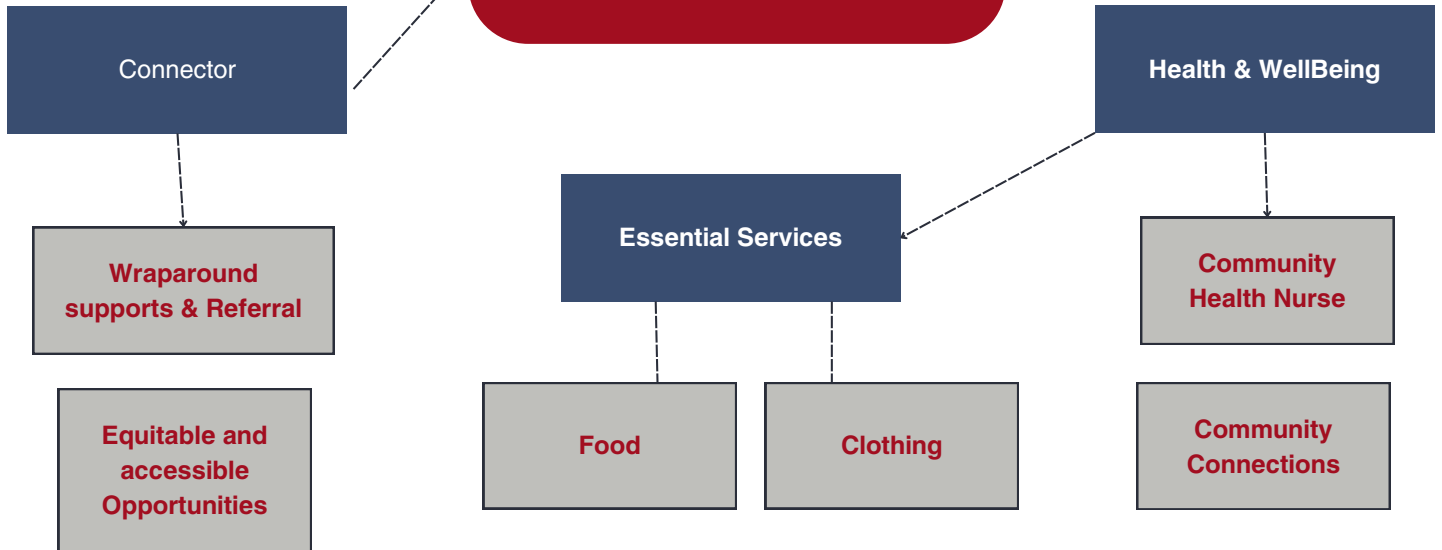 Connector
Health & WellBeing
Essential Services
Wraparound
supports & Referral
Community
Health Nurse
Equitable and
accessible
Opportunities
Food
Clothing
Community
Connections